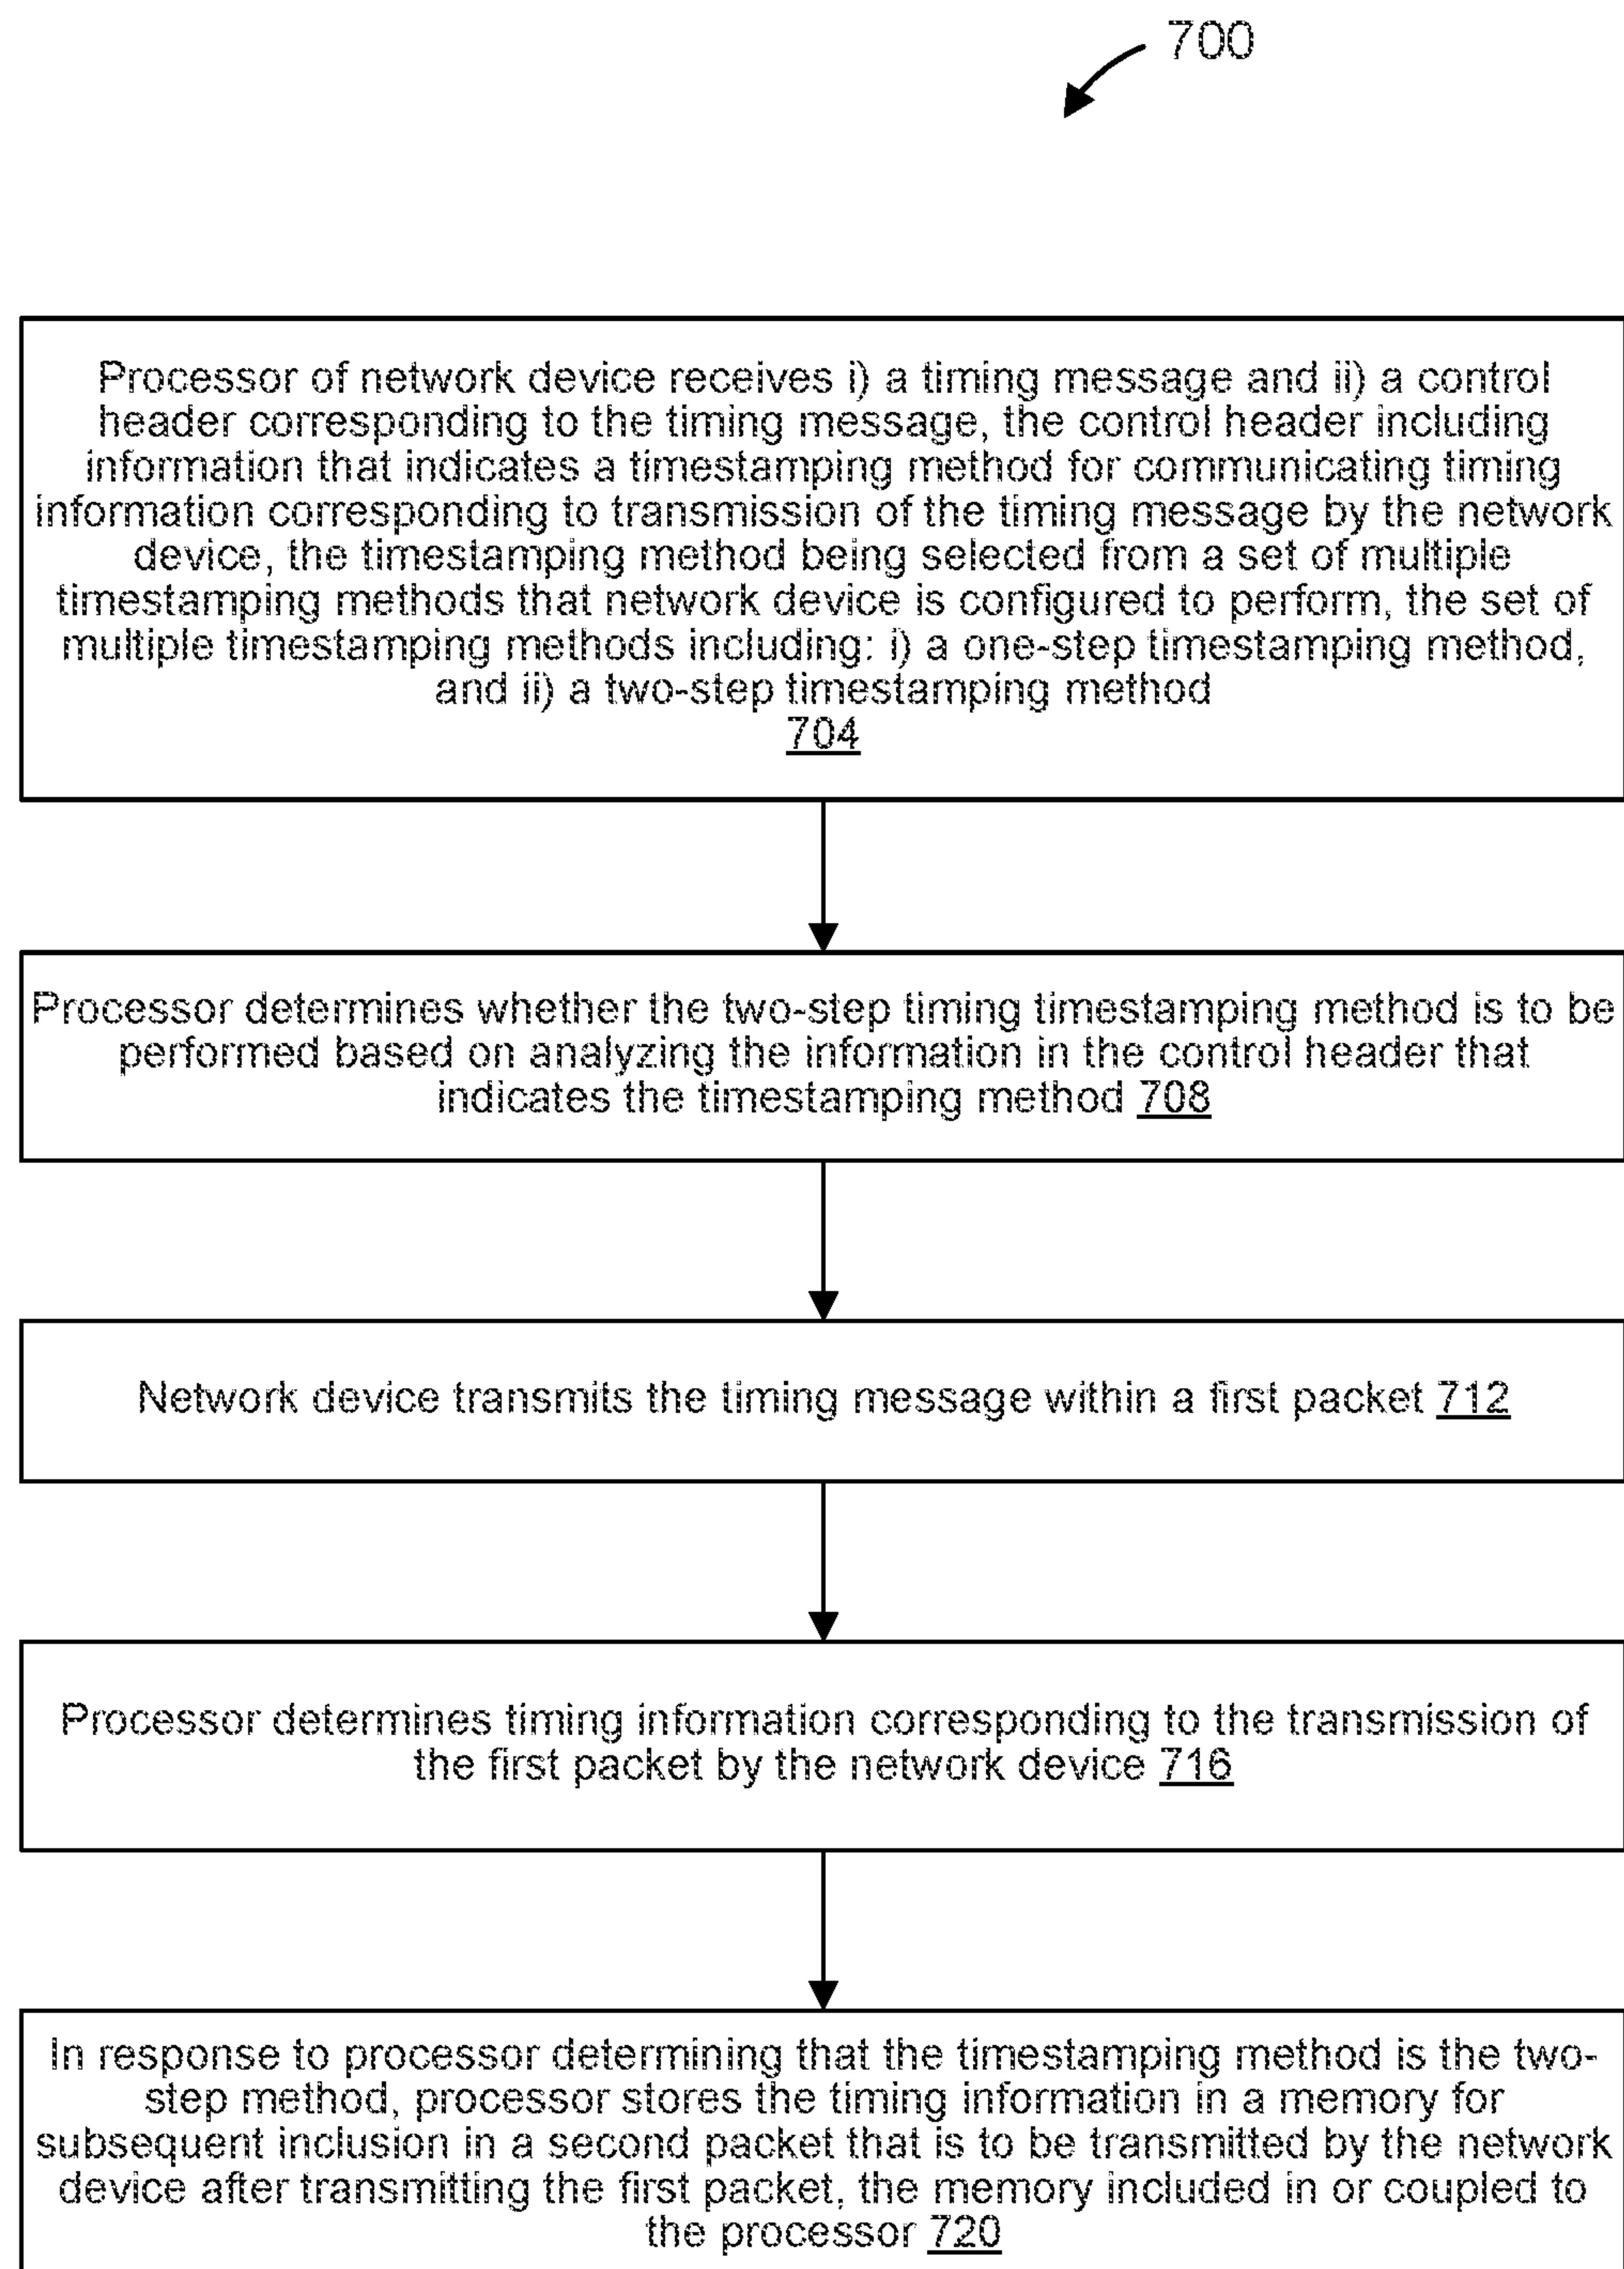 700
Processor of network device receives i) a timing message and ii) a control
header corresponding to the timing message, the control header including
information that indicates a timestamping method for communicating timing
information corresponding to transmission of the timing message by the network
device, the timestamping method being selected from a set of multiple
timestamping methods that network device is configured to perform, the set of
multiple timestamping methods including: i) a one-step timestamping method,
and ii) a two-step timestamping method
704
Processor determines whether the two-step timing timestamping method is to be
performed based on analyzing the information in the control header that
indicates the timestamping method 708
Network device transmits the timing message within a first packet 712
Processor determines timing information corresponding to the transmission of
the first packet by the network device 716
In response to processor determining that the timestamping method is the two-
step method, processor stores the timing information in a memory for
subsequent inclusion in a second packet that is to be transmitted by the network
device after transmitting the first packet, the memory included in or coupled to
the processor 720